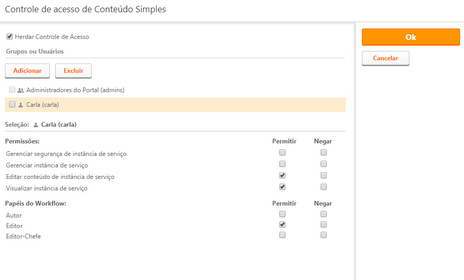 Controle de acesso de Conteúdo Simples
Herdar Controle de Acesso
Grupos ou Usuários
Adicionar Excluir
Administradores do Portal (admins)
Carla (carla)
Seleção: Carla (carla)
Permissões: Permitir Negar
Gerenciar segurança de instância de serviço
Gerenciar instância de serviço
Editar conteúdo de instância de serviço
Visualizar instância de serviço
Papéis do Workflow: Permitir Negar
Autor
Editor
Editor-Chefe
Ok
Cancelar